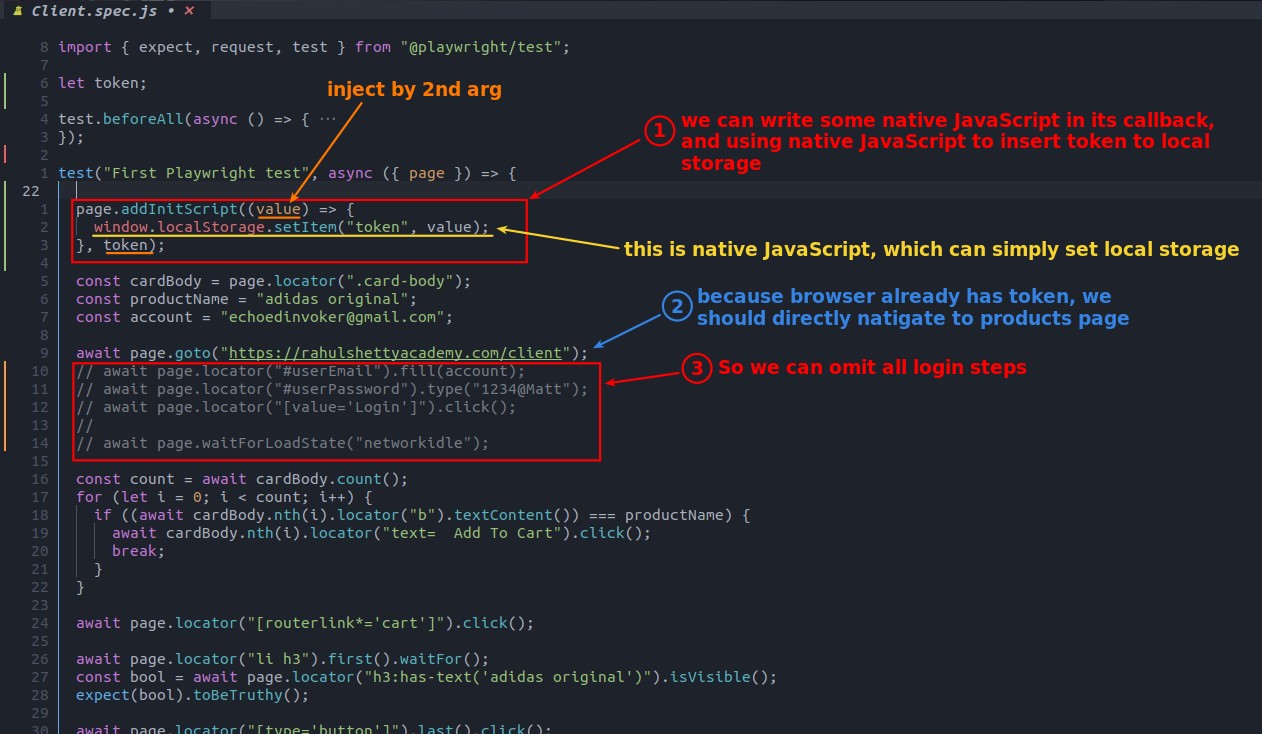 Client.spec.js • ✕
8 import { expect, request, test } from "@playwright/test";
7
6 let token;
5
inject by 2nd arg
4 test.beforeAll(async () => { ···
3 });
2
① we can write some native JavaScript in its callback,
and using native JavaScript to insert token to local
storage
1 test("First Playwright test", async ({ page }) => {
22
1 page.addInitScript((value) => {
2 window.localStorage.setItem("token", value);
3 }, token);
this is native JavaScript, which can simply set local storage
4
5 const cardBody = page.locator(".card-body");
6 const productName = "adidas original";
7 const account = "echoedinvoker@gmail.com";
② because browser already has token, we
should directly natigate to products page
8
9 await page.goto("https://rahulshettyacademy.com/client");
10 // await page.locator("#userEmail").fill(account);
③ So we can omit all login steps
11 // await page.locator("#userPassword").type("1234@Matt");
12 // await page.locator("[value='Login']").click();
13 //
14 // await page.waitForLoadState("networkidle");
15
16 const count = await cardBody.count();
17 for (let i = 0; i < count; i++) {
18 if ((await cardBody.nth(i).locator("b").textContent()) === productName) {
19 await cardBody.nth(i).locator("text=  Add To Cart").click();
20 break;
21 }
22 }
23
24 await page.locator("[routerlink*='cart']").click();
25
26 await page.locator("li h3").first().waitFor();
27 const bool = await page.locator("h3:has-text('adidas original')").isVisible();
28 expect(bool).toBeTruthy();
29
30 await page.locator("[type='button']").last().click();